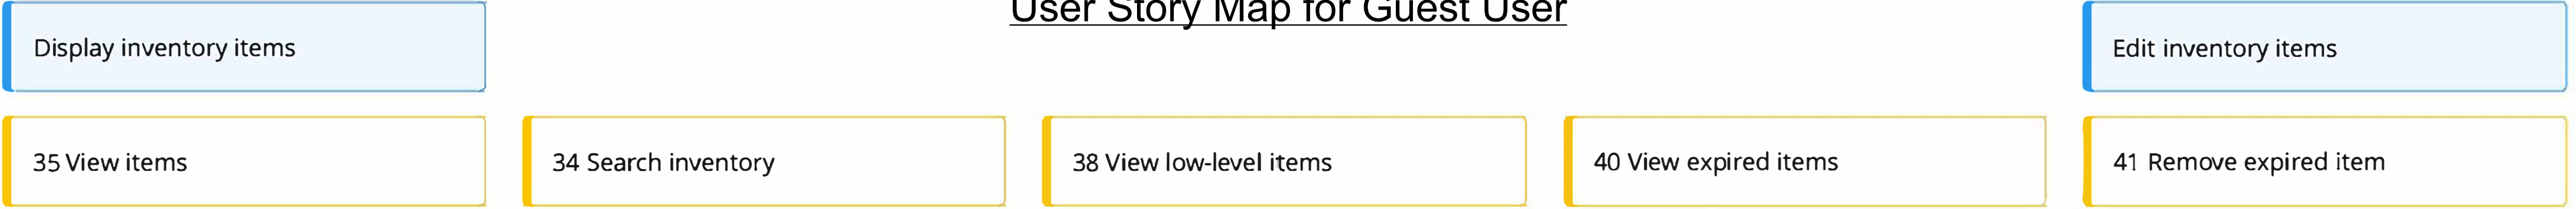 User Story Map for Guest User
Display inventory items
Edit inventory items
35 View items
34 Search inventory
38 View low-level items
40 View expired items
41 Remove expired item